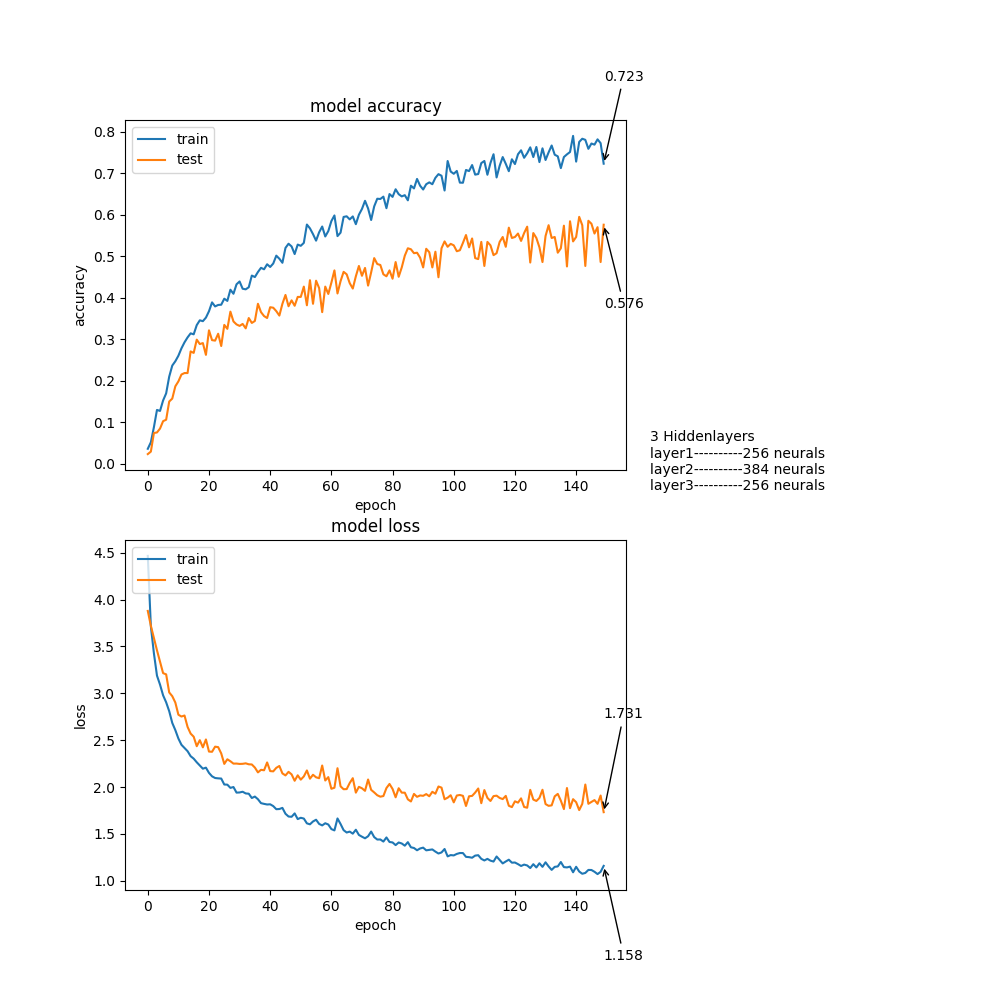 0.723
model accuracy
train
test
0.8
0.7
0.6
0.5
0.4
0.3
0.2
0.1
0.0
accuracy
0.576
0 20 40 60 80 100 120 140
epoch
3 Hiddenlayers
layer1----------256 neurals
layer2----------384 neurals
layer3----------256 neurals
model loss
train
test
4.5
4.0
3.5
3.0
2.5
2.0
1.5
1.0
loss
1.731
0 20 40 60 80 100 120 140
epoch
1.158